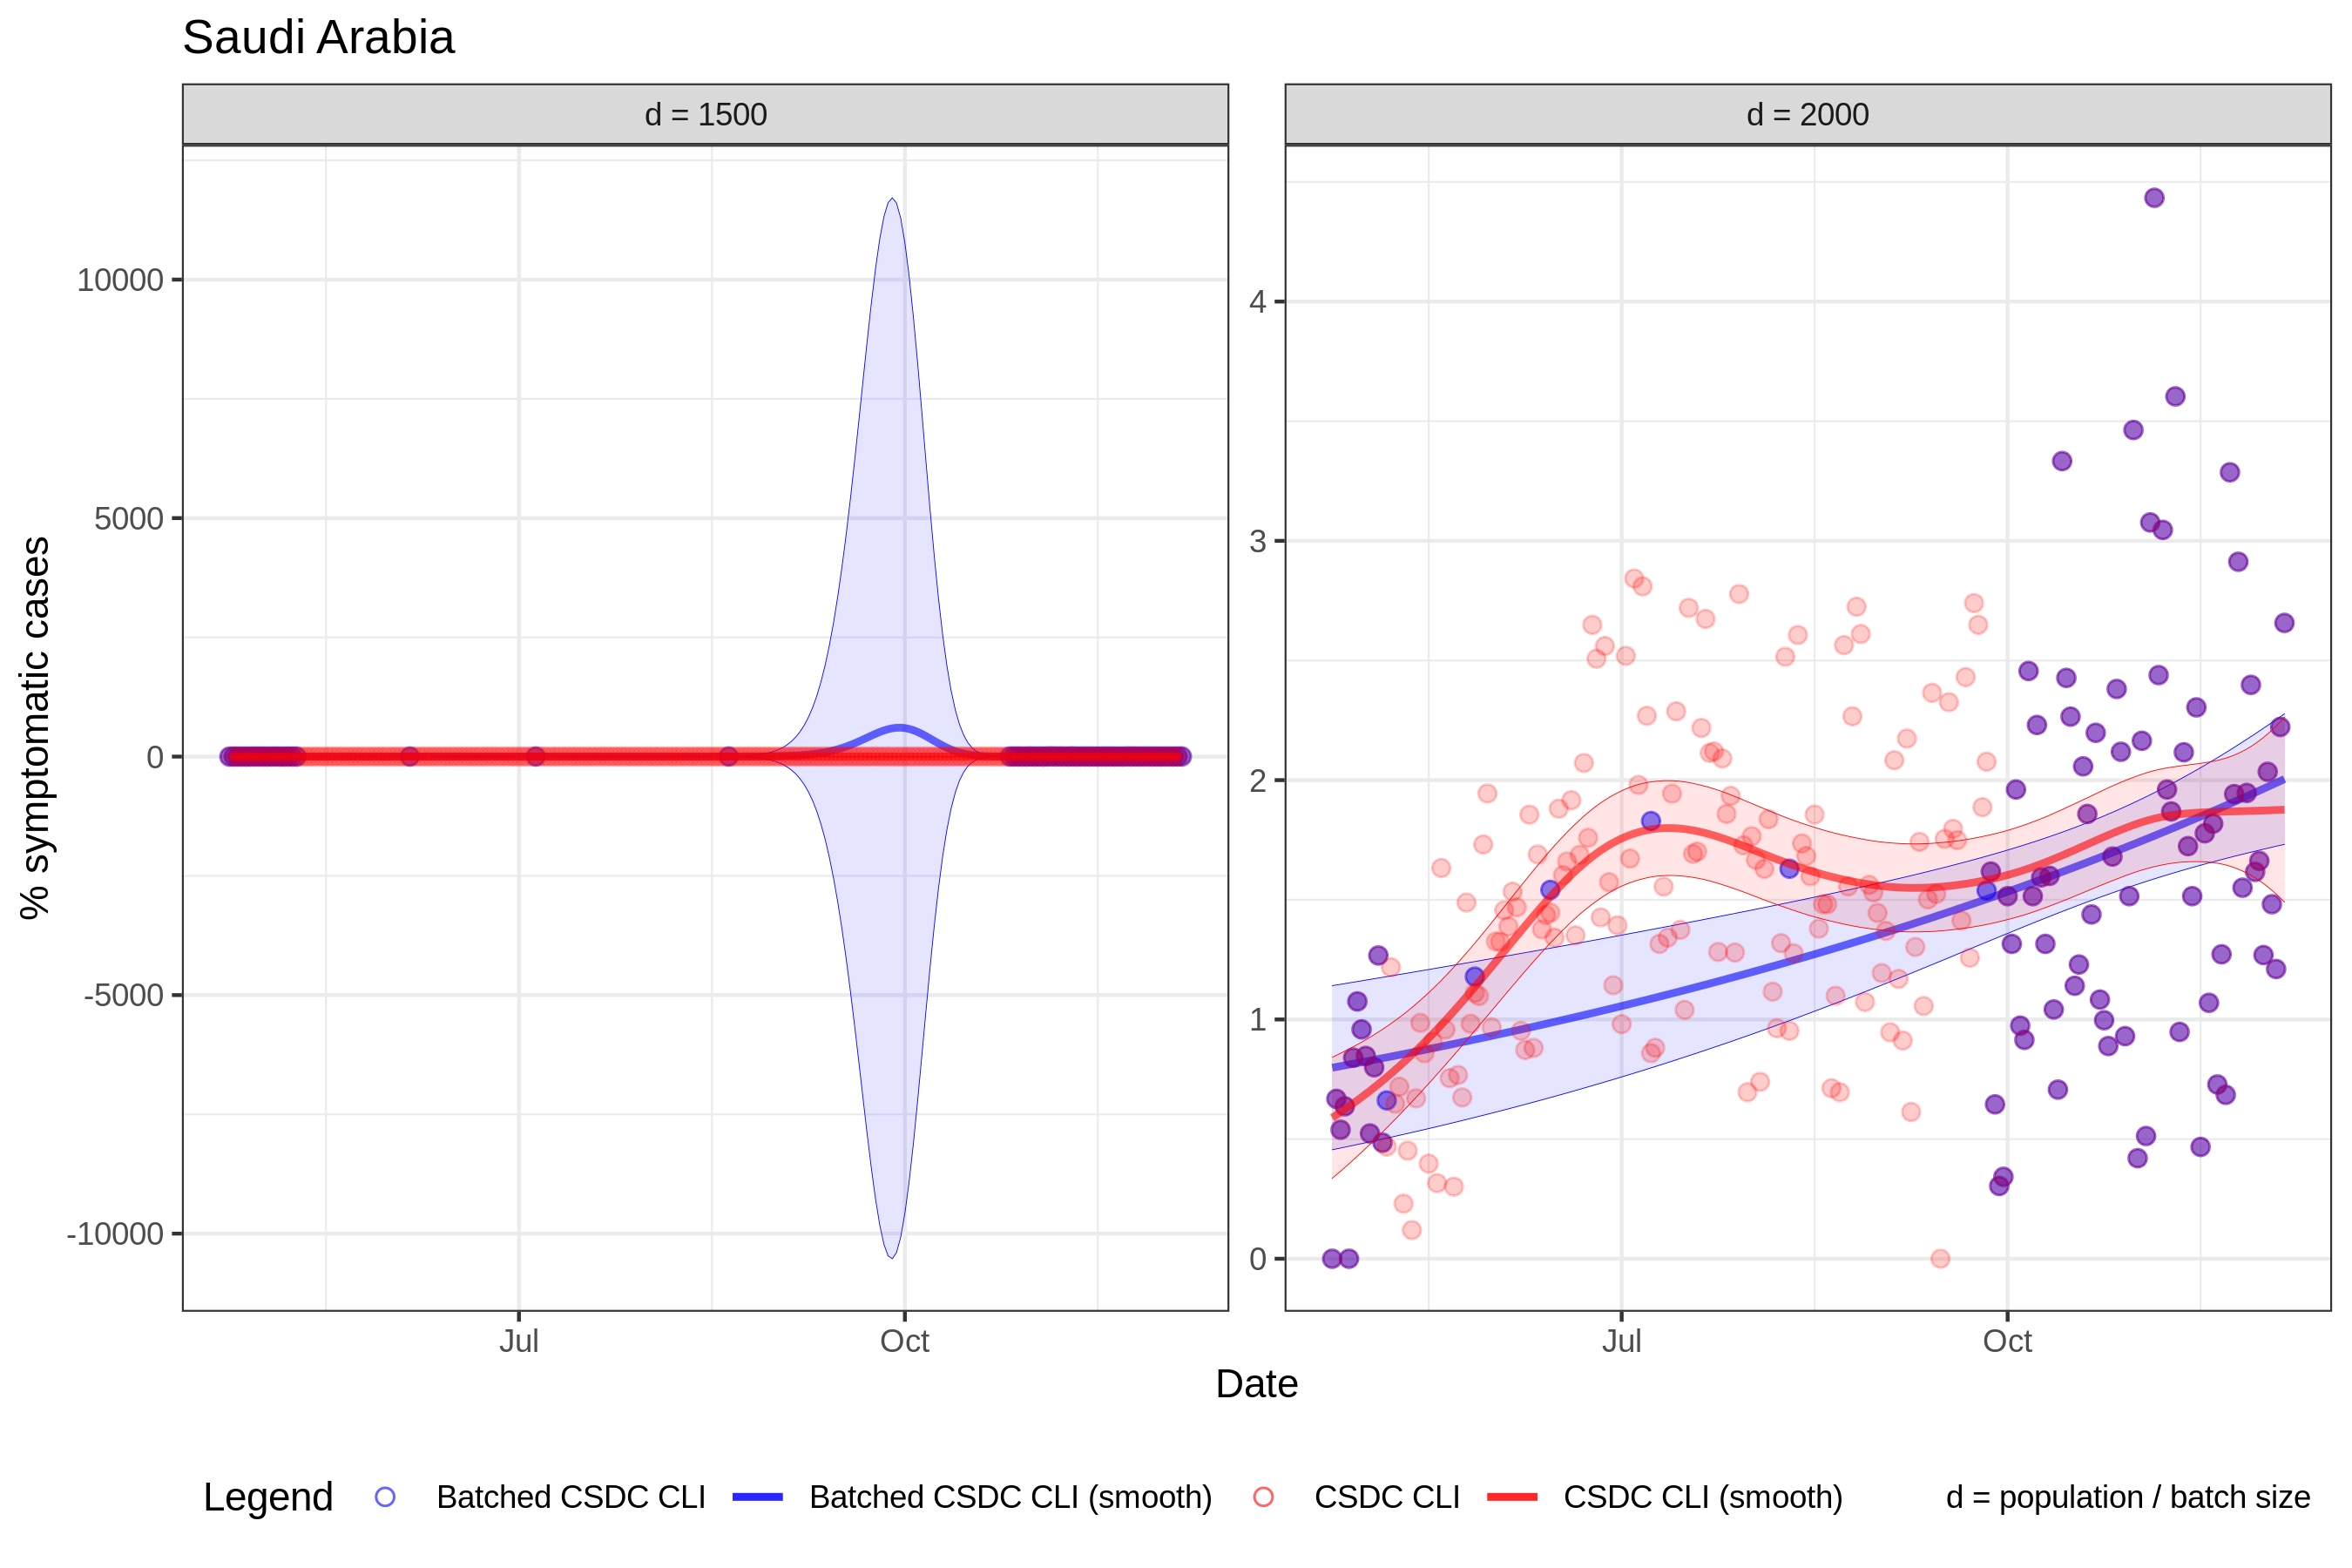 Saudi Arabia
d = 1500
d = 2000
% symptomatic cases
10000
5000
0
-5000
-10000
4
3
2
1
0
Jul
Oct
Jul
Oct
Date
Legend
Batched CSDC CLI
Batched CSDC CLI (smooth)
CSDC CLI
CSDC CLI (smooth)
d = population / batch size